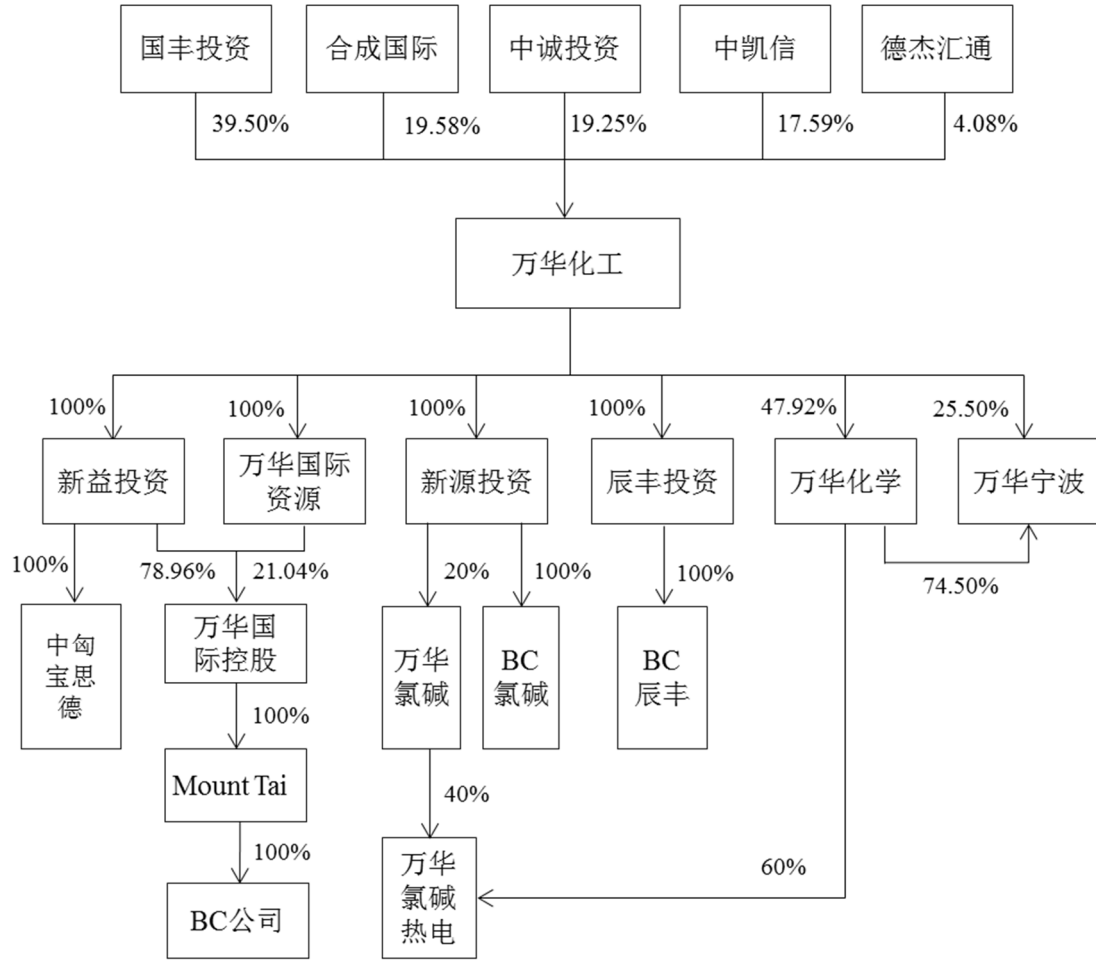 国丰投资
合成国际
中诚投资
中凯信
德杰汇通
39.50%
19.58%
19.25%
17.59%
4.08%
万华化工
100%
100%
100%
100%
47.92%
25.50%
新益投资
万华国际
资源
新源投资
辰丰投资
万华化学
万华宁波
100%
78.96%
21.04%
20%
100%
100%
74.50%
中匈
宝思
德
万华国
际控股
万华
氯碱
BC
氯碱
BC
辰丰
100%
Mount Tai
40%
100%
60%
BC公司
万华
氯碱
热电